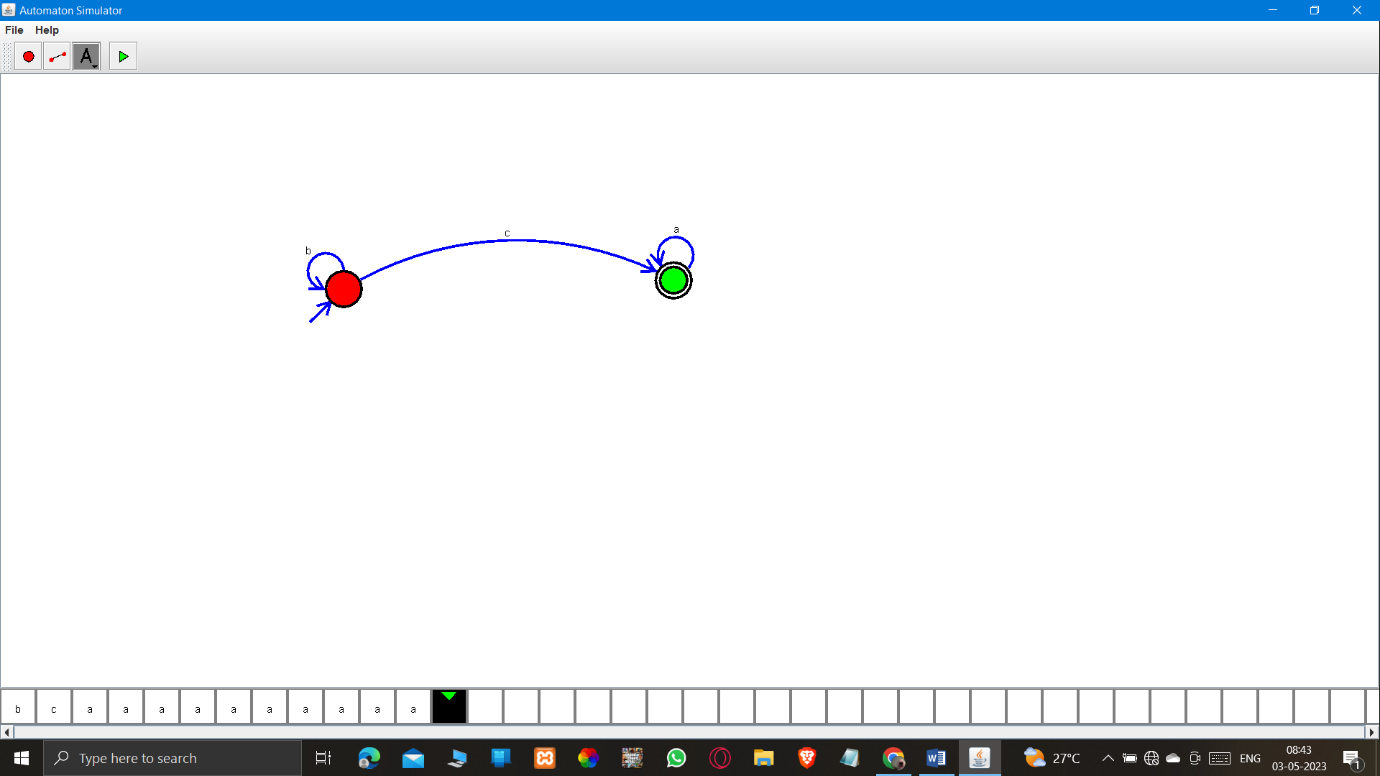 Automaton Simulator
File Help
A
a
c
b
b c a a a a a a a a a a
Type here to search
27°C
ENG
08:43
03-05-2023
1